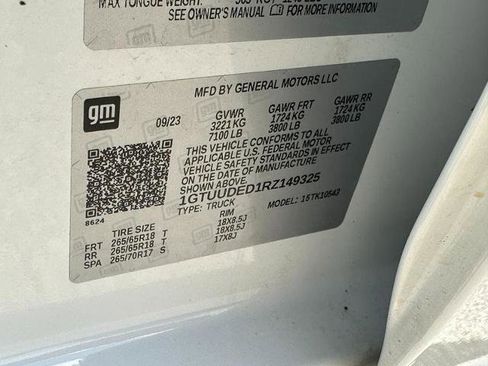 MAX TONGUE WEIGHT:
SEE OWNER'S MANUAL FOR MORE INFORMATION
gm
MFD BY GENERAL MOTORS LLC
09/23 GVWR GAWR FRT GAWR RR
3221 KG 1724 KG 1724 KG
7100 LB 3800 LB 3800 LB
THIS VEHICLE CONFORMS TO ALL
APPLICABLE U.S. FEDERAL MOTOR
VEHICLE SAFETY STANDARDS IN EFFECT
ON THE DATE OF MANUFACTURE
SHOWN ABOVE.
1GTUUDED1RZ149325
TYPE: TRUCK MODEL: 15TK10543
8624
TIRE SIZE RIM
FRT 265/65R18 T 18X8.5J
RR 265/65R18 T 18X8.5J
SPA 265/70R17 S 17X8J